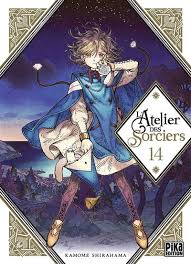 L'Atelier
DES
Sorciers
14
KAMOME SHIRAHAMA
Pika
ÉDITION